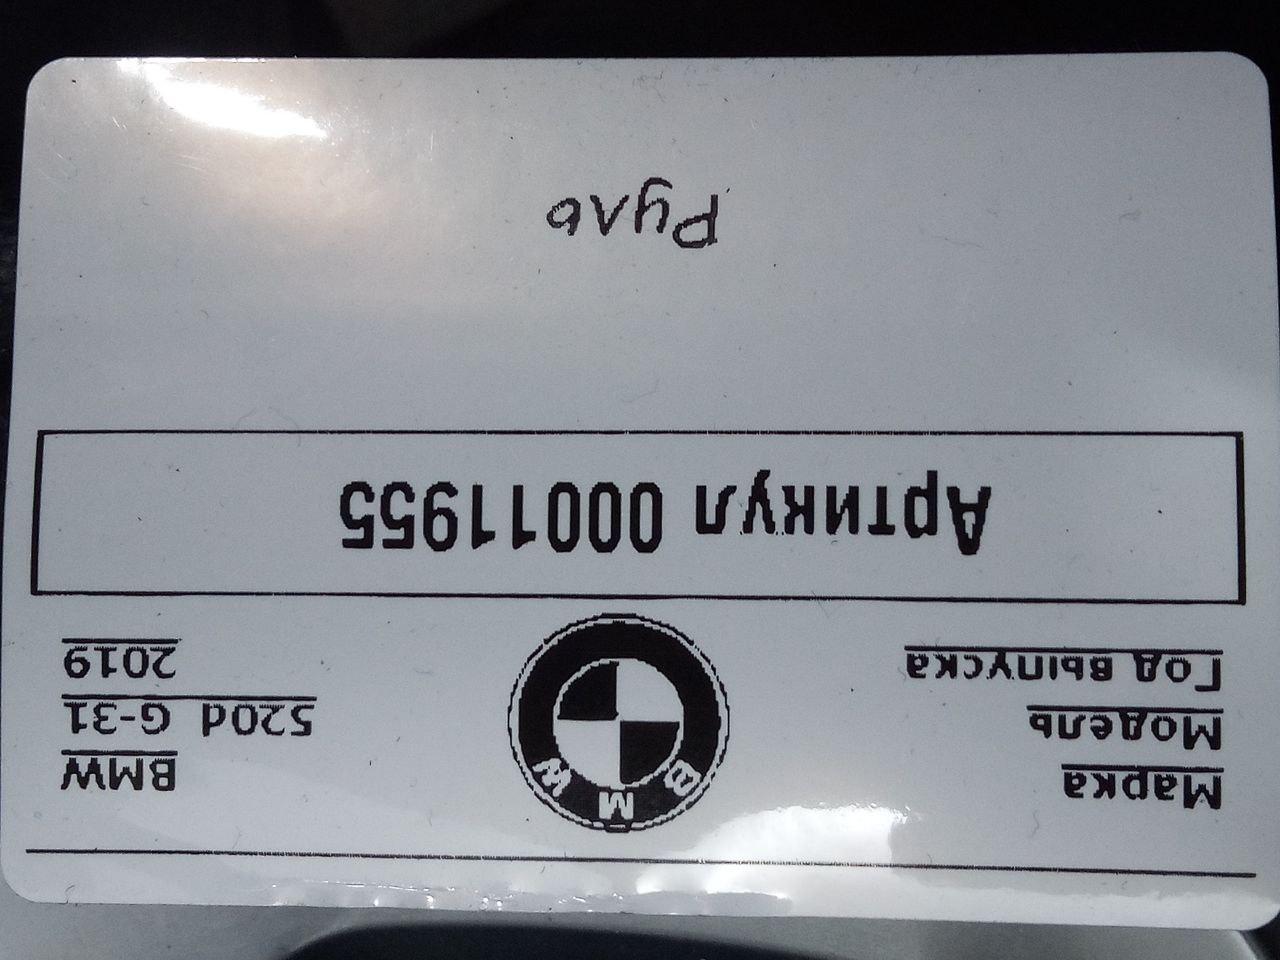 Марка
BMW
Модель
520d G-31
Год выпуска
2019
BMW
Артикул 00011955
Руль